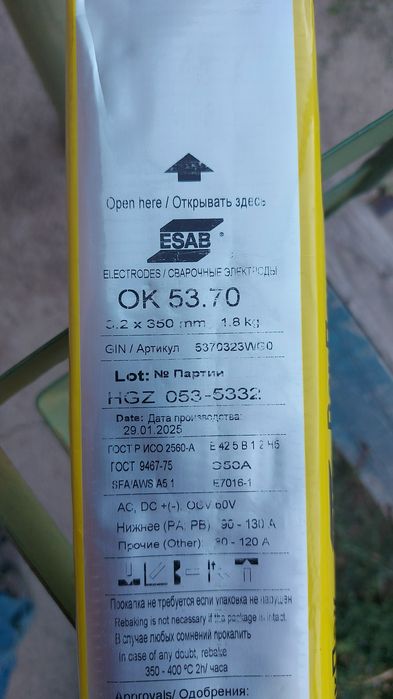 Open here / Открывать здесь
ESAB ®
ELECTRODES / СВАРОЧНЫЕ ЭЛЕКТРОДЫ
OK 53.70
3.2 x 350 mm 1.8 kg
GIN / Артикул 5370323WG0
Lot: № Партии
HGZ 053-5332
Date: Дата производства:
29.01.2025
ГОСТ Р ИСО 2560-А E 42 5 B 1 2 H5
ГОСТ 9467-75 Э50А
SFA/AWS A5.1 E7016-1
AC, DC +(-). OCV 60V
Нижнее (PA, PB) 90 - 130 A
Прочие (Other): 80 - 120 A
Прокалка не требуется если упаковка не нарушен
Rebaking is not necessary if the package is intact.
В случае любых сомнений прокалить
In case of any doubt, rebake
350 - 400 ºC 2h/ часа
Approvals/ Одобрения: